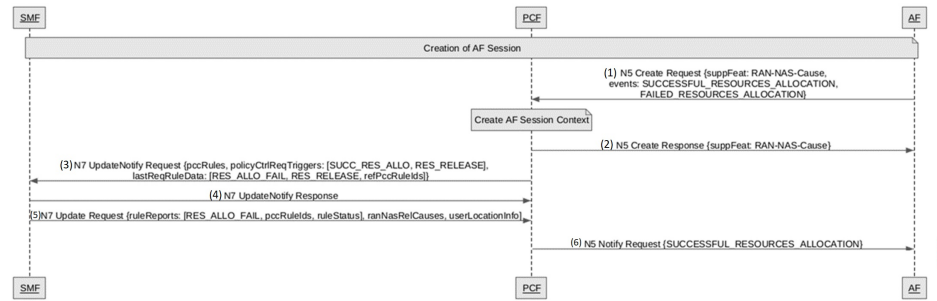 SMF PCF AF
Creation of AF Session
(1) N5 Create Request {suppFeat: RAN-NAS-Cause,
events: SUCCESSFUL_RESOURCES_ALLOCATION,
FAILED_RESOURCES_ALLOCATION}
Create AF Session Context
(2) N5 Create Response {suppFeat: RAN-NAS-Cause}
(3) N7 UpdateNotify Request {pccRules, policyCtrlReqTriggers: [SUCC_RES_ALLO, RES_RELEASE],
lastReqRuleData: [RES_ALLO_FAIL, RES_RELEASE, refPccRuleIds]}
(4) N7 UpdateNotify Response
(5)N7 Update Request {ruleReports: [RES_ALLO_FAIL, pccRuleIds, ruleStatus], ranNasRelCauses, userLocationInfo]
(6) N5 Notify Request {SUCCESSFUL_RESOURCES_ALLOCATION}
SMF PCF AF